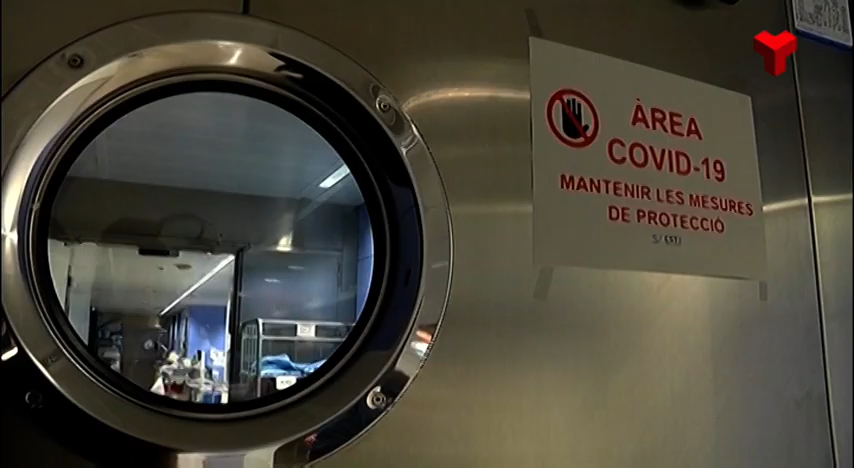 ÀREA
COVID-19
MANTENIR LES MESURES
DE PROTECCIÓ